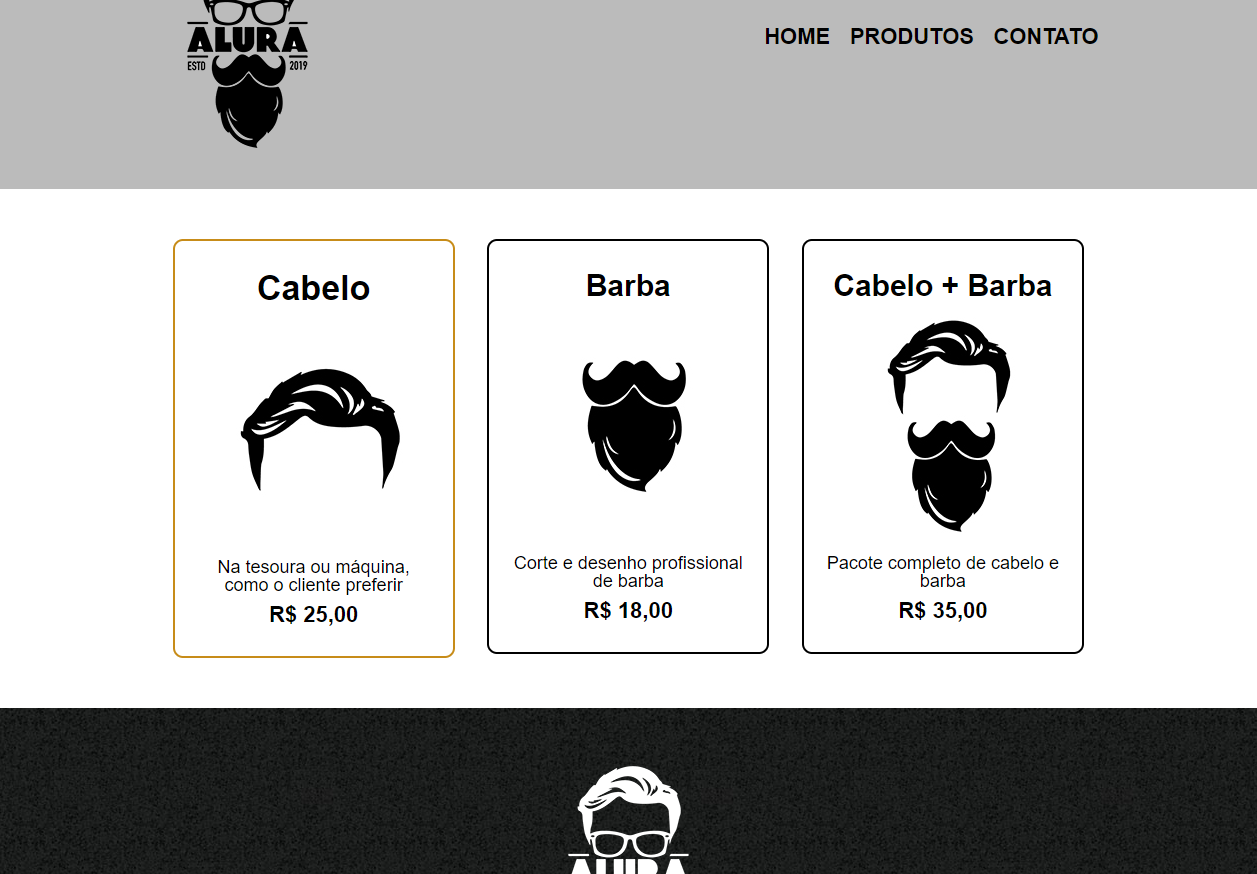 ALURA
ESTD 2019
HOME PRODUTOS CONTATO
Cabelo
Na tesoura ou máquina,
como o cliente preferir
R$ 25,00
Barba
Corte e desenho profissional
de barba
R$ 18,00
Cabelo + Barba
Pacote completo de cabelo e
barba
R$ 35,00
ALURA